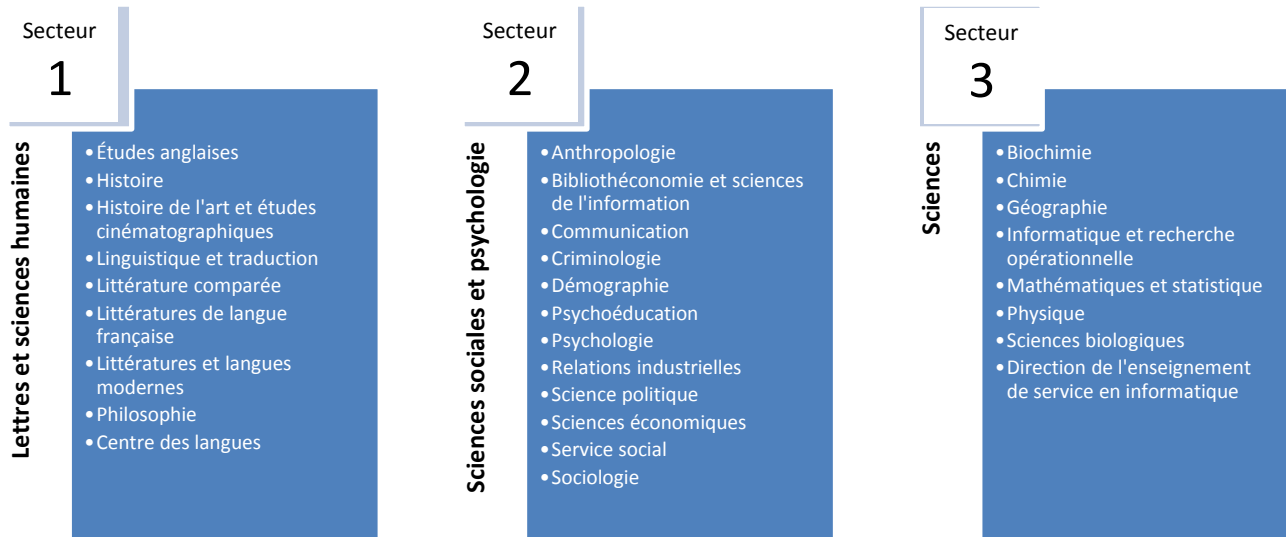 Secteur
1
Lettres et sciences humaines
•Études anglaises
•Histoire
•Histoire de l'art et études
cinématographiques
•Linguistique et traduction
•Littérature comparée
•Littératures de langue
française
•Littératures et langues
modernes
•Philosophie
•Centre des langues
Secteur
2
Sciences sociales et psychologie
•Anthropologie
•Bibliothéconomie et sciences
de l'information
•Communication
•Criminologie
•Démographie
•Psychoéducation
•Psychologie
•Relations industrielles
•Science politique
•Sciences économiques
•Service social
•Sociologie
Secteur
3
Sciences
•Biochimie
•Chimie
•Géographie
•Informatique et recherche
opérationnelle
•Mathématiques et statistique
•Physique
•Sciences biologiques
•Direction de l'enseignement
de service en informatique